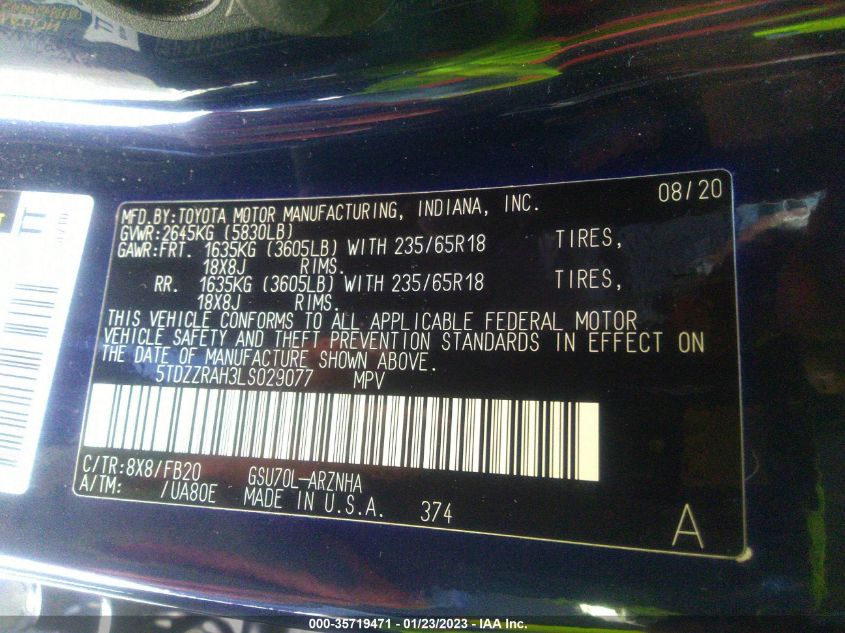 08/20
MFD.BY:TOYOTA MOTOR MANUFACTURING, INDIANA, INC.
GVWR:2645KG (5830LB)
GAWR:FRT. 1635KG (3605LB) WITH 235/65R18 TIRES,
18X8J RIMS.
RR. 1635KG (3605LB) WITH 235/65R18 TIRES,
18X8J RIMS.
THIS VEHICLE CONFORMS TO ALL APPLICABLE FEDERAL MOTOR
VEHICLE SAFETY AND THEFT PREVENTION STANDARDS IN EFFECT ON
THE DATE OF MANUFACTURE SHOWN ABOVE.
5TDZZRAH3LS029077 MPV
C/TR:8X8/FB20 GSU70L-ARZNHA
A/TM: /UA80E MADE IN U.S.A. 374
A
000-35719471 - 01/23/2023 - IAA Inc.